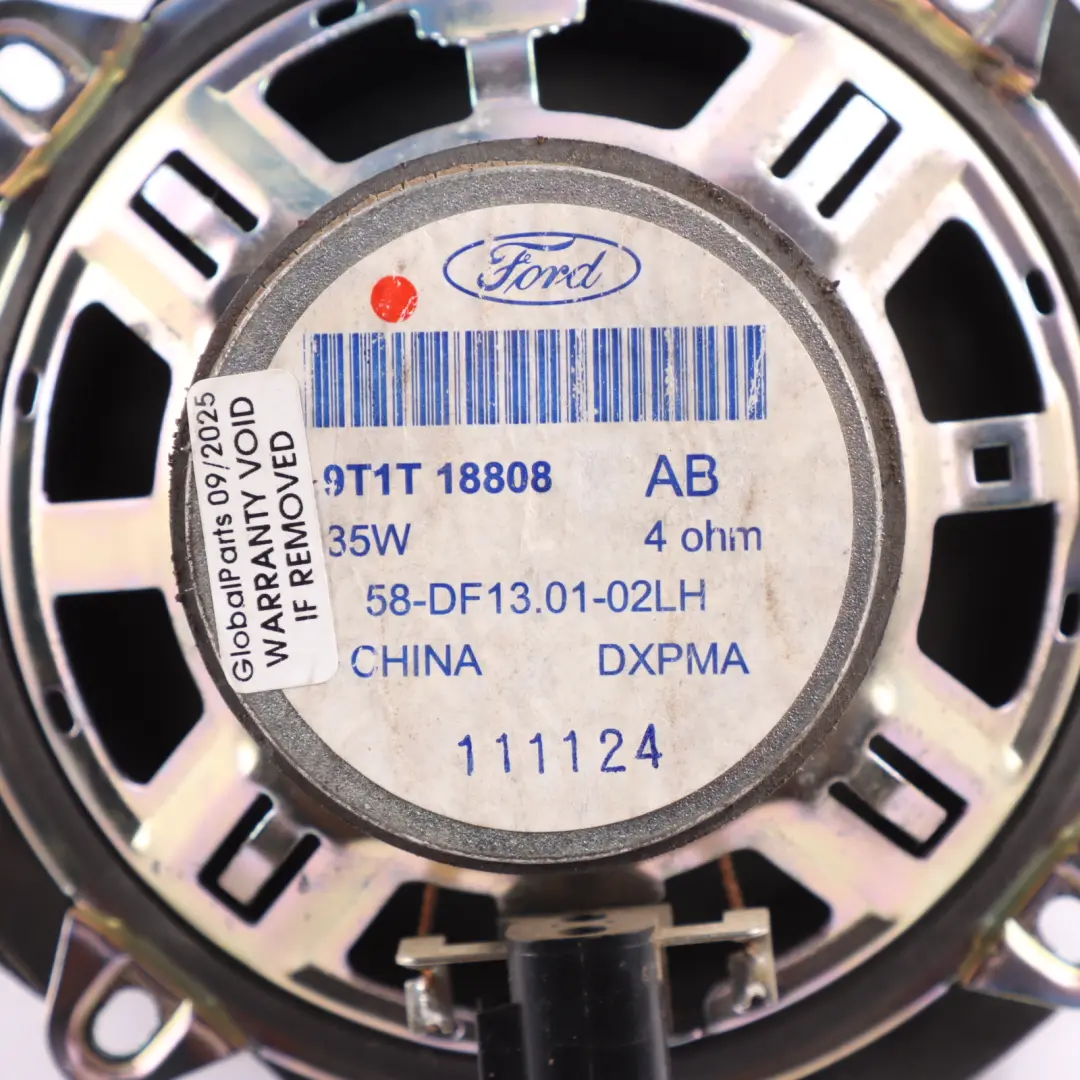 Ford
9T1T 18808 AB
35W 4 ohm
58-DF13.01-02LH
CHINA DXPMA
111124
GlobalParts 09/2025
WARRANTY VOID
IF REMOVED